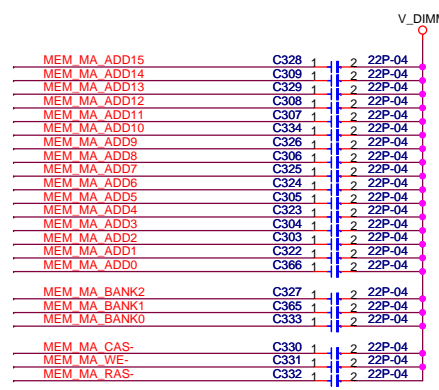 V_DIMM
MEM_MA_ADD15 C328 1 2 22P-04
MEM_MA_ADD14 C309 1 2 22P-04
MEM_MA_ADD13 C329 1 2 22P-04
MEM_MA_ADD12 C308 1 2 22P-04
MEM_MA_ADD11 C307 1 2 22P-04
MEM_MA_ADD10 C334 1 2 22P-04
MEM_MA_ADD9 C326 1 2 22P-04
MEM_MA_ADD8 C306 1 2 22P-04
MEM_MA_ADD7 C325 1 2 22P-04
MEM_MA_ADD6 C324 1 2 22P-04
MEM_MA_ADD5 C305 1 2 22P-04
MEM_MA_ADD4 C323 1 2 22P-04
MEM_MA_ADD3 C304 1 2 22P-04
MEM_MA_ADD2 C303 1 2 22P-04
MEM_MA_ADD1 C322 1 2 22P-04
MEM_MA_ADD0 C366 1 2 22P-04
MEM_MA_BANK2 C327 1 2 22P-04
MEM_MA_BANK1 C365 1 2 22P-04
MEM_MA_BANK0 C333 1 2 22P-04
MEM_MA_CAS- C330 1 2 22P-04
MEM_MA_WE- C331 1 2 22P-04
MEM_MA_RAS- C332 1 2 22P-04